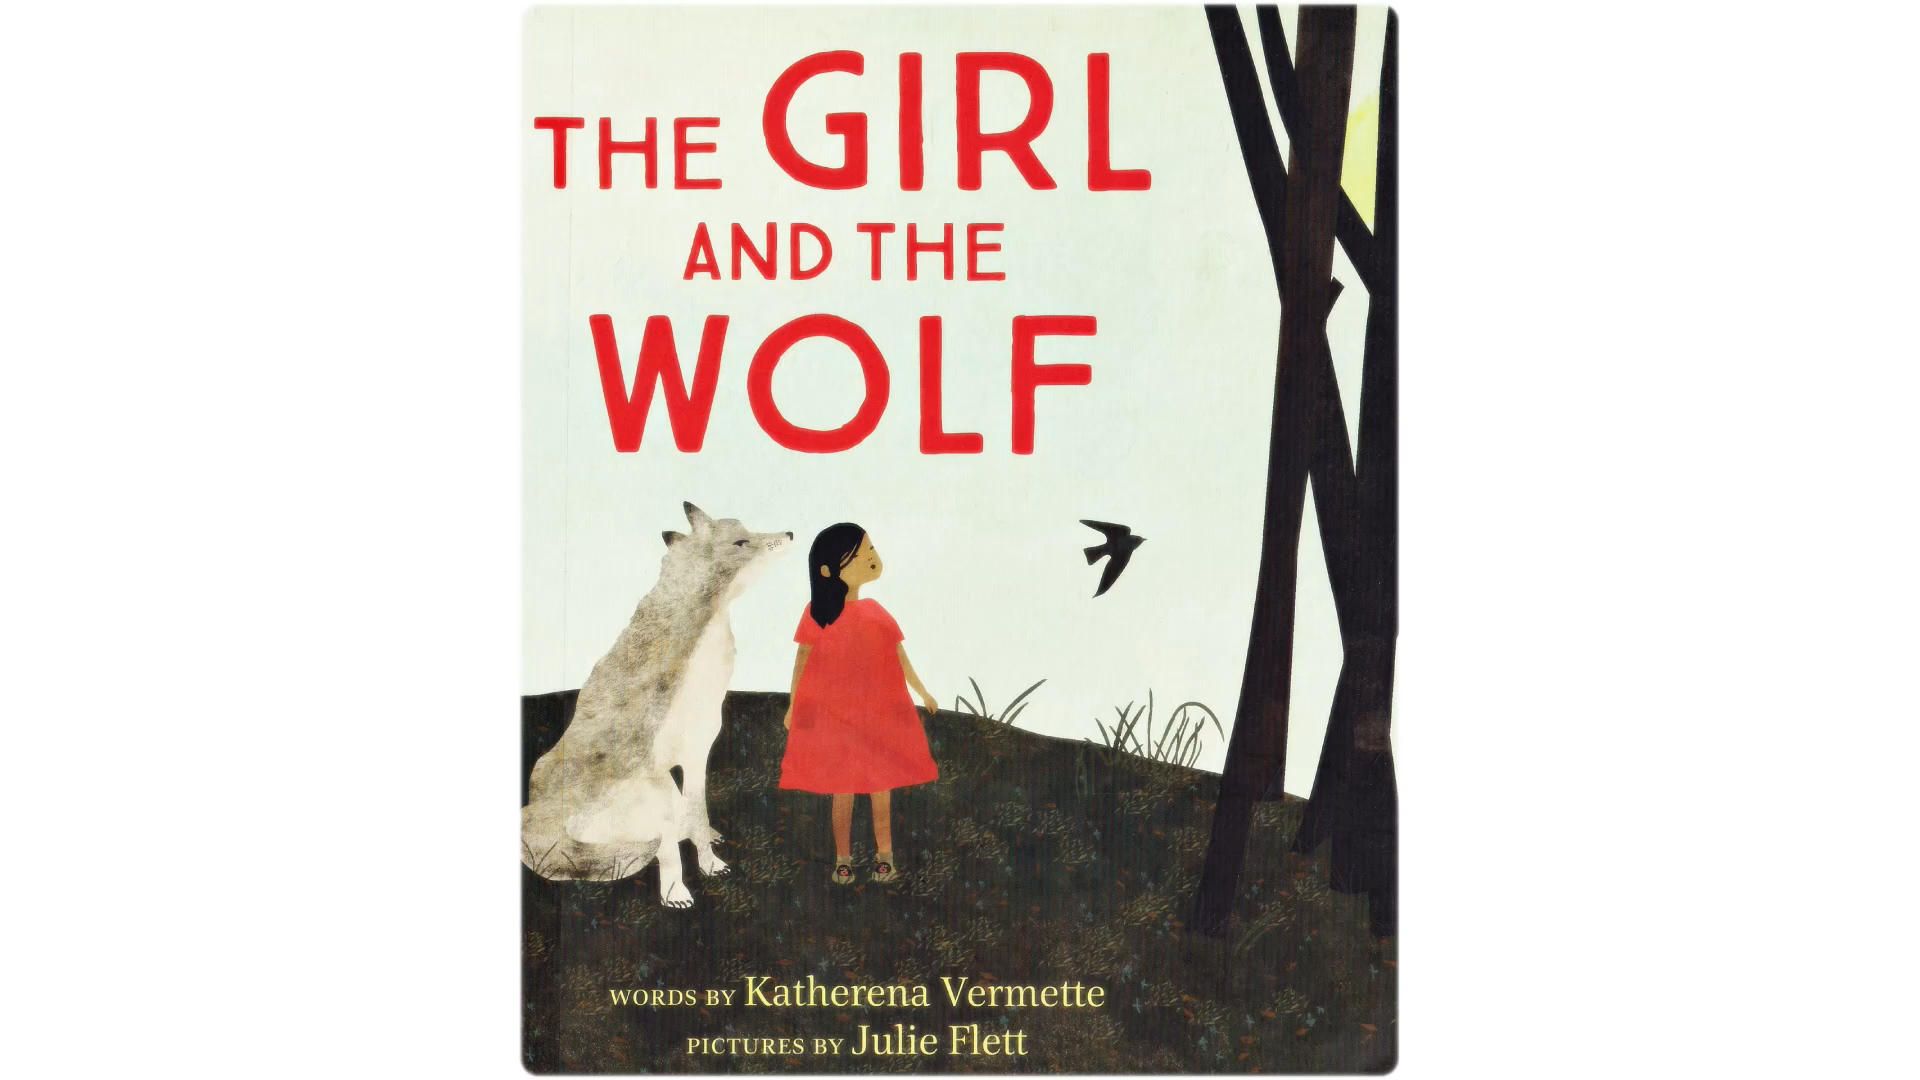 THE GIRL
AND THE
WOLF
WORDS BY Katherena Vermette
PICTURES BY Julie Flett